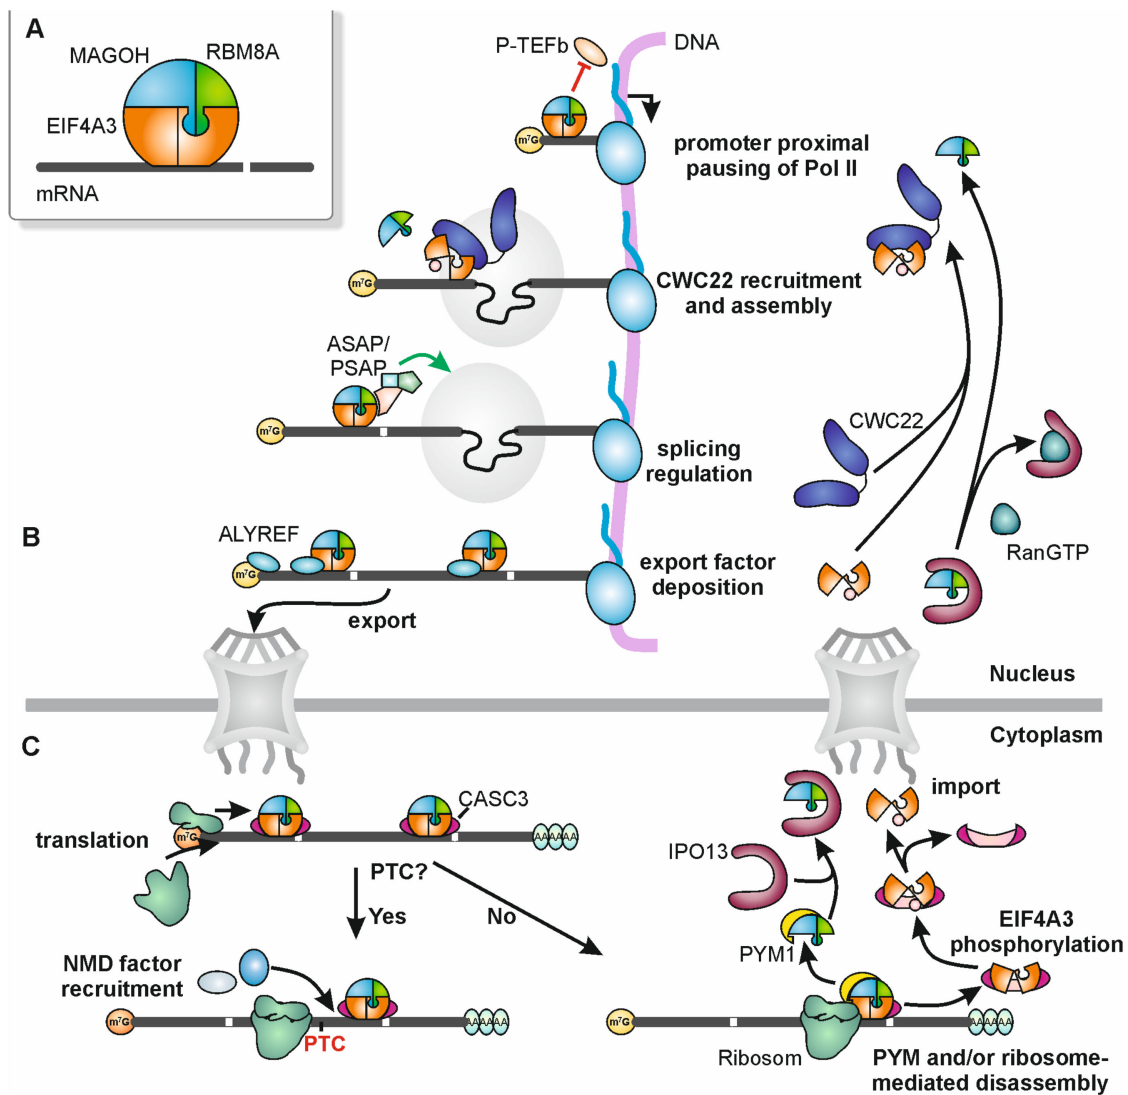 A
MAGOH
RBM8A
EIF4A3
mRNA
P-TEFb
DNA
m⁷G
promoter proximal
pausing of Pol II
m⁷G
CWC22 recruitment
and assembly
ASAP/
PSAP
m⁷G
splicing
regulation
CWC22
RanGTP
B
ALYREF
m⁷G
export factor
deposition
export
Nucleus
Cytoplasm
C
translation
m⁷G
CASC3
AAAAAA
PTC?
Yes
No
import
IPO13
PYM1
EIF4A3
phosphorylation
NMD factor
recruitment
m⁷G
PTC
AAAAAA
m⁷G
Ribosom
AAAAAA
PYM and/or ribosome-
mediated disassembly